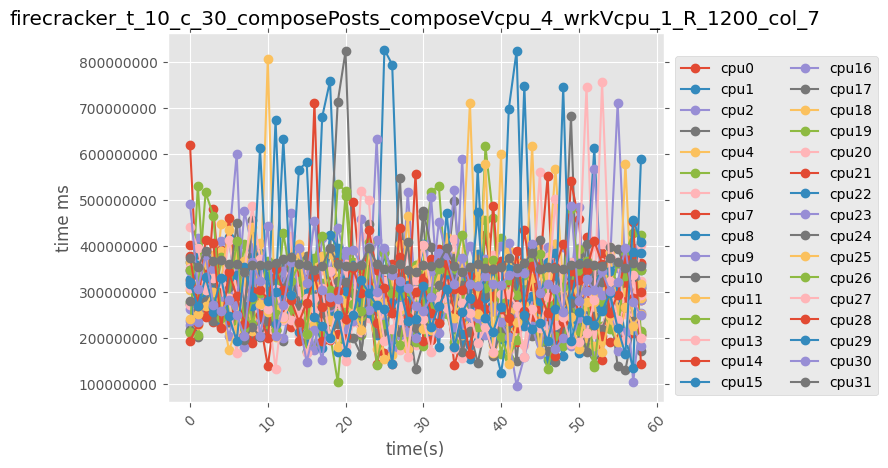 firecracker_t_10_c_30_composePosts_composeVcpu_4_wrkVcpu_1_R_1200_col_7
800000000
700000000
600000000
500000000
400000000
300000000
200000000
100000000
time ms
0
10
20
30
40
50
60
time(s)
cpu0
cpu1
cpu2
cpu3
cpu4
cpu5
cpu6
cpu7
cpu8
cpu9
cpu10
cpu11
cpu12
cpu13
cpu14
cpu15
cpu16
cpu17
cpu18
cpu19
cpu20
cpu21
cpu22
cpu23
cpu24
cpu25
cpu26
cpu27
cpu28
cpu29
cpu30
cpu31